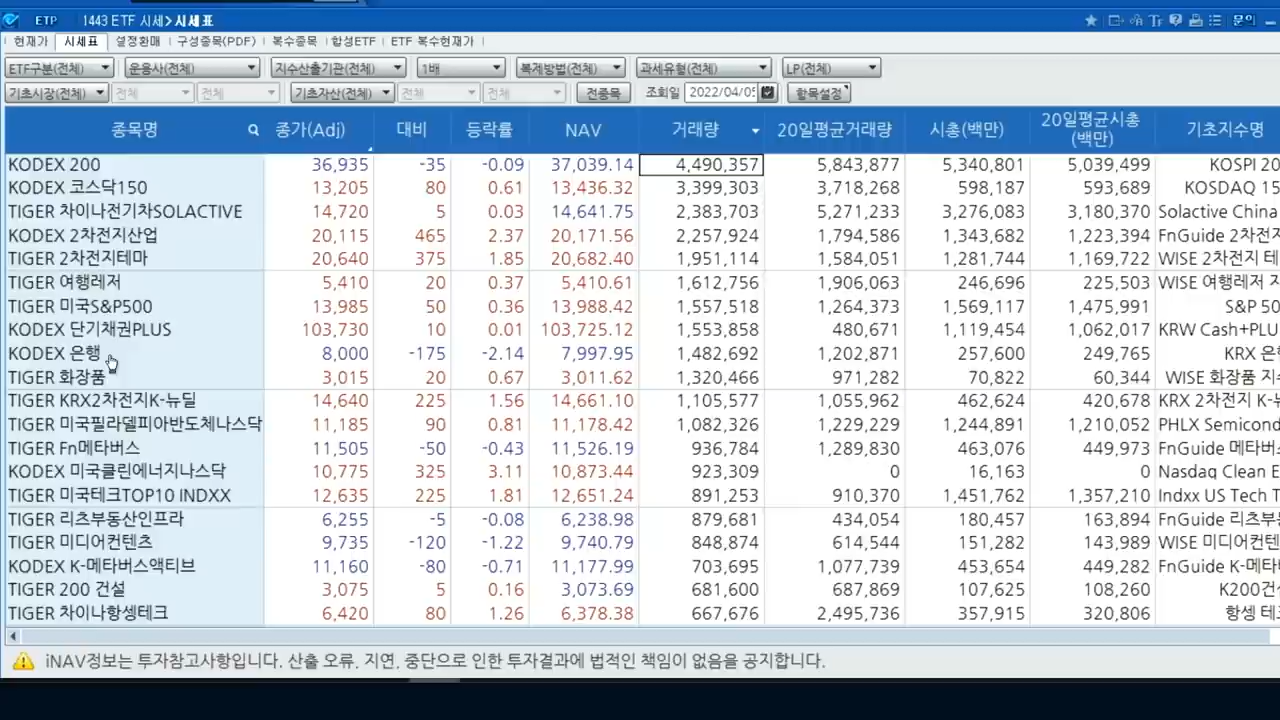 ETP 1443 ETF 시세>시세표 문의
현재가 시세표 설정환매 구성종목(PDF) 복수종목 합성ETF ETF 복수현재가
ETF구분(전체) 운용사(전체) 지수산출기관(전체) 1배 복제방법(전체) 과세유형(전체) LP(전체)
기초시장(전체) 전체 전체 기초자산(전체) 전체 전체 전종목 조회일 2022/04/05 항목설정
종목명 종가(Adj) 대비 등락률 NAV 거래량 20일평균거래량 시총(백만) 20일평균시총(백만) 기초지수명
KODEX 200 36,935 -35 -0.09 37,039.14 4,490,357 5,843,877 5,340,801 5,039,499 KOSPI 20
KODEX 코스닥150 13,205 80 0.61 13,436.32 3,399,303 3,718,268 598,187 593,689 KOSDAQ 15
TIGER 차이나전기차SOLACTIVE 14,720 5 0.03 14,641.75 2,383,703 5,271,233 3,276,083 3,180,370 Solactive China
KODEX 2차전지산업 20,115 465 2.37 20,171.56 2,257,924 1,794,586 1,343,682 1,223,394 FnGuide 2차전지
TIGER 2차전지테마 20,640 375 1.85 20,682.40 1,951,114 1,584,051 1,281,744 1,169,722 WISE 2차전지 테
TIGER 여행레저 5,410 20 0.37 5,410.61 1,612,756 1,906,063 246,696 225,503 WISE 여행레저 지
TIGER 미국S&P500 13,985 50 0.36 13,988.42 1,557,518 1,264,373 1,569,117 1,475,991 S&P 50
KODEX 단기채권PLUS 103,730 10 0.01 103,725.12 1,553,858 480,671 1,119,454 1,062,017 KRW Cash+PLU
KODEX 은행 8,000 -175 -2.14 7,997.95 1,482,692 1,202,871 257,600 249,765 KRX 은행
TIGER 화장품 3,015 20 0.67 3,011.62 1,320,466 971,282 70,822 60,344 WISE 화장품 지수
TIGER KRX2차전지K-뉴딜 14,640 225 1.56 14,661.10 1,105,577 1,055,962 462,624 420,678 KRX 2차전지 K-뉴
TIGER 미국필라델피아반도체나스닥 11,185 90 0.81 11,178.42 1,082,326 1,229,229 1,244,891 1,210,052 PHLX Semicond
TIGER Fn메타버스 11,505 -50 -0.43 11,526.19 936,784 1,289,830 463,076 449,973 FnGuide 메타버스
KODEX 미국클린에너지나스닥 10,775 325 3.11 10,873.44 923,309 0 16,163 0 Nasdaq Clean E
TIGER 미국테크TOP10 INDXX 12,635 225 1.81 12,651.24 891,253 910,370 1,451,762 1,357,210 Indxx US Tech T
TIGER 리츠부동산인프라 6,255 -5 -0.08 6,238.98 879,681 434,054 180,457 163,894 FnGuide 리츠부동
TIGER 미디어컨텐츠 9,735 -120 -1.22 9,740.79 848,874 614,544 151,282 143,989 WISE 미디어컨텐
KODEX K-메타버스액티브 11,160 -80 -0.71 11,177.99 703,695 1,077,739 453,654 449,282 FnGuide K-메타버
TIGER 200 건설 3,075 5 0.16 3,073.69 681,600 687,869 107,625 108,260 K200건설
TIGER 차이나항셍테크 6,420 80 1.26 6,378.38 667,676 2,495,736 357,915 320,806 항셍 테크
iNAV정보는 투자참고사항입니다. 산출 오류, 지연, 중단으로 인한 투자결과에 법적인 책임이 없음을 공지합니다.